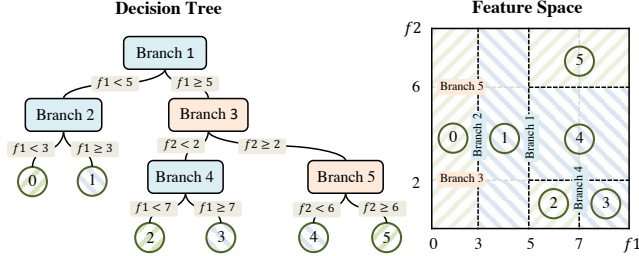 Decision Tree
Branch 1
f1 < 5
f1 ≥ 5
Branch 2
Branch 3
f1 < 3
f1 ≥ 3
f2 < 2
f2 ≥ 2
0
1
Branch 4
Branch 5
f1 < 7
f1 ≥ 7
f2 < 6
f2 ≥ 6
2
3
4
5
Feature Space
f2
6
2
Branch 5
Branch 3
Branch 2
Branch 1
Branch 4
5
0
1
4
2
3
0
3
5
7
f1